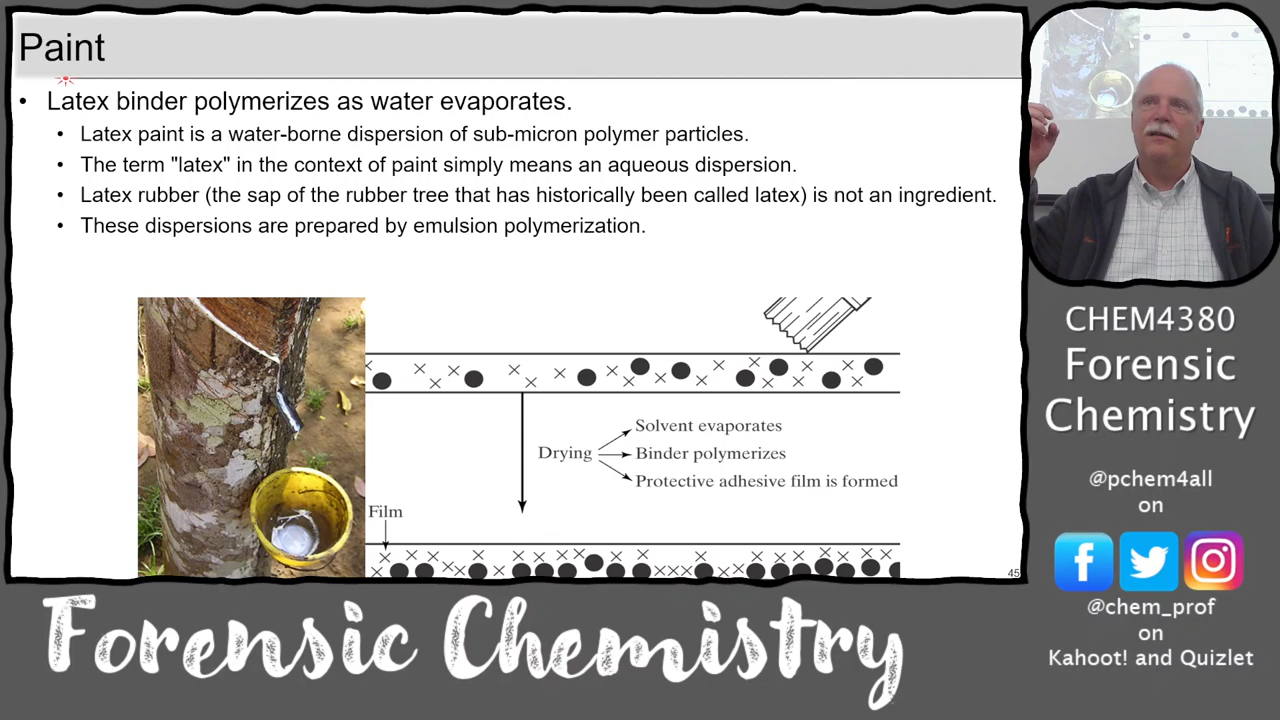 Paint
• Latex binder polymerizes as water evaporates.
• Latex paint is a water-borne dispersion of sub-micron polymer particles.
• The term "latex" in the context of paint simply means an aqueous dispersion.
• Latex rubber (the sap of the rubber tree that has historically been called latex) is not an ingredient.
• These dispersions are prepared by emulsion polymerization.
Solvent evaporates
Drying
Binder polymerizes
Protective adhesive film is formed
Film
45
CHEM4380
Forensic
Chemistry
@pchem4all
on
@chem_prof
on
Kahoot! and Quizlet
Forensic Chemistry